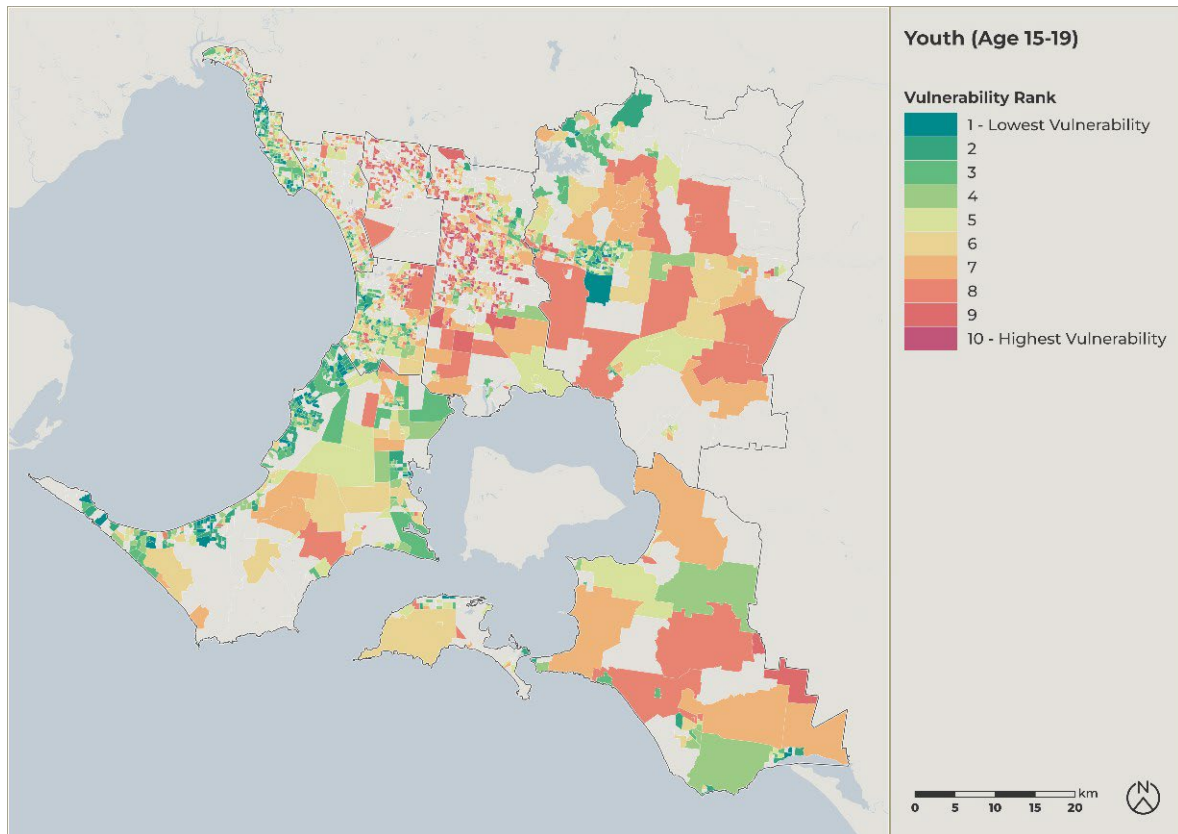 Youth (Age 15-19)
Vulnerability Rank
1 - Lowest Vulnerability
2
3
4
5
6
7
8
9
10 - Highest Vulnerability
km
0 5 10 15 20
N